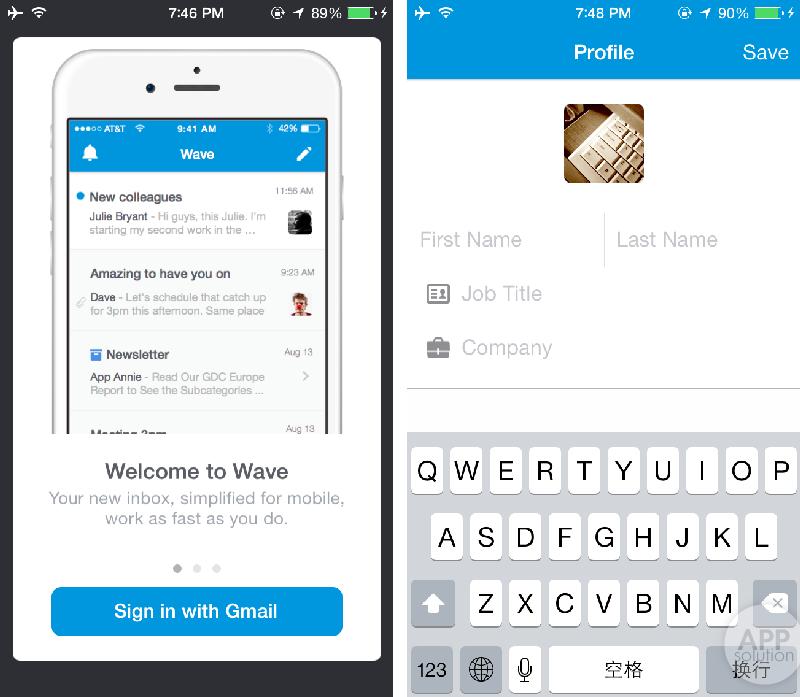 7:46 PM
89%
AT&T
9:41 AM
42%
Wave
New colleagues
11:56 AM
Julie Bryant - Hi guys, this Julie. I'm
starting my second work in the ...
Amazing to have you on
9:23 AM
Dave - Let's schedule that catch up
for 3pm this afternoon. Same place
Newsletter
Aug 13
App Annie - Read Our GDC Europe
Report to See the Subcategories ...
Meeting 3pm
Aug 13
Welcome to Wave
Your new inbox, simplified for mobile,
work as fast as you do.
Sign in with Gmail
7:48 PM
90%
Profile
Save
First Name
Last Name
Job Title
Company
Q W E R T Y U I O P
A S D F G H J K L
Z X C V B N M
123
空格
换行
APP
solution